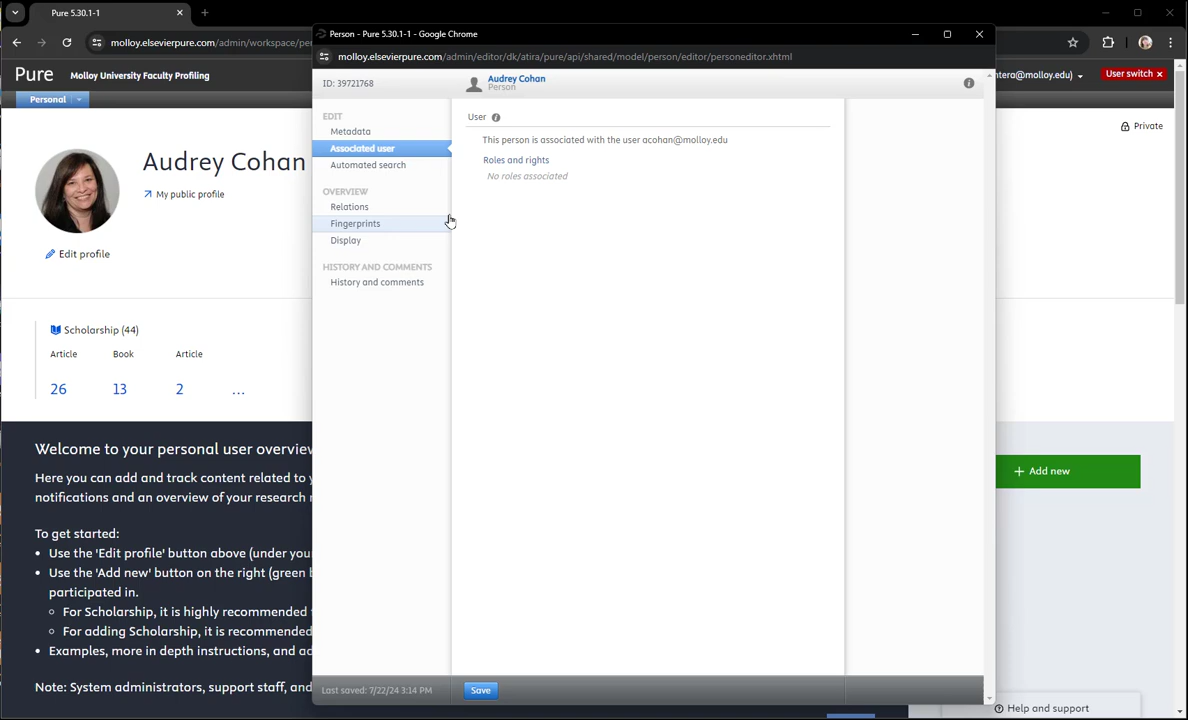 Pure 5.30.1-1
molloy.elsevierpure.com/admin/workspace/pe
Pure
Molloy University Faculty Profiling
ntera@molloy.edu)
User switch ×
Personal
Private
Audrey Cohan
My public profile
Edit profile
Scholarship (44)
Article
Book
Article
26
13
2
...
Welcome to your personal user overview
Here you can add and track content related to
notifications and an overview of your research
To get started:
• Use the 'Edit profile' button above (under you
• Use the 'Add new' button on the right (green
participated in.
For Scholarship, it is highly recommended
For adding Scholarship, it is recommended
• Examples, more in depth instructions, and
Note: System administrators, support staff, and
+ Add new
Help and support
Person - Pure 5.30.1-1 - Google Chrome
molloy.elsevierpure.com/admin/editor/dk/atira/pure/api/shared/model/person/editor/personeditor.xhtml
ID: 39721768
Audrey Cohan
Person
EDIT
Metadata
Associated user
Automated search
OVERVIEW
Relations
Fingerprints
Display
HISTORY AND COMMENTS
History and comments
User
This person is associated with the user acohan@molloy.edu
Roles and rights
No roles associated
Last saved: 7/22/24 3:14 PM
Save